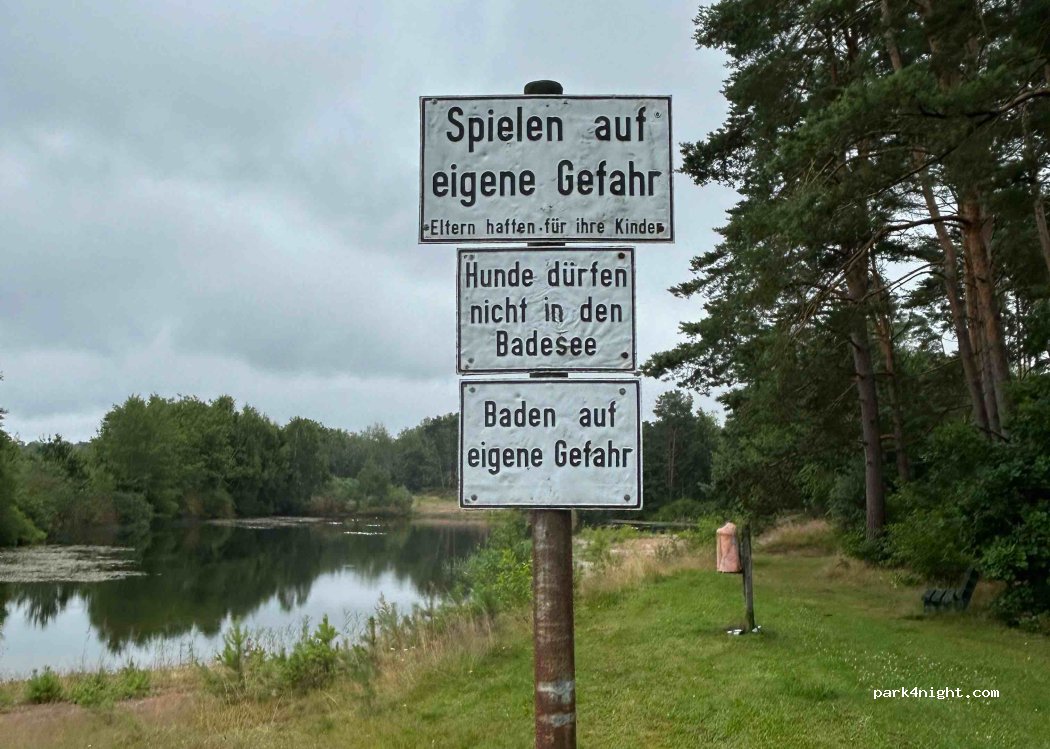 Spielen auf
eigene Gefahr
Eltern haften für ihre Kinder
Hunde dürfen
nicht in den
Badesee
Baden auf
eigene Gefahr
park4night.com